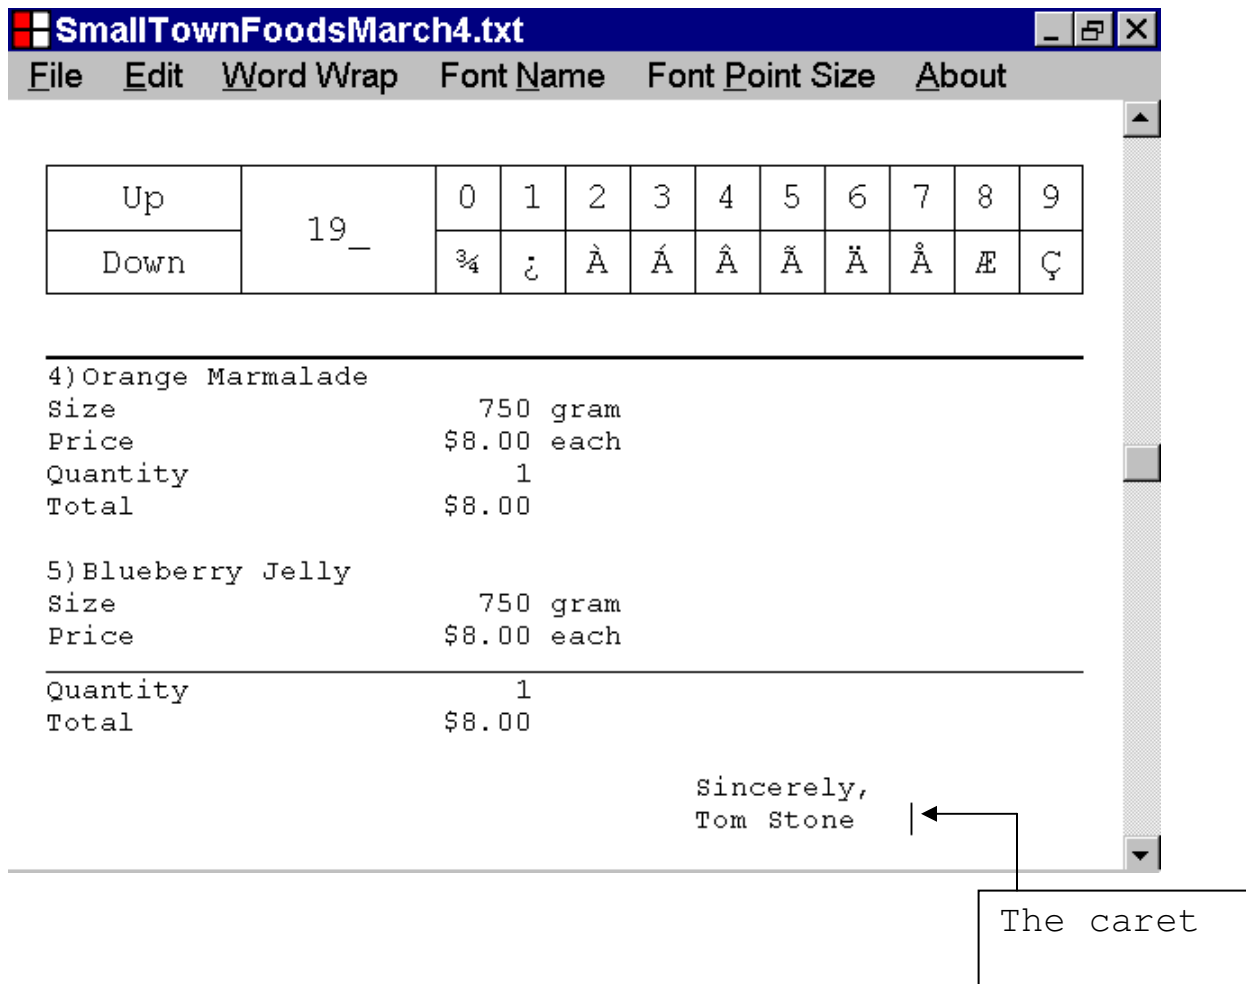 SmallTownFoodsMarch4.txt
File Edit Word Wrap Font Name Font Point Size About
Up 19_ 0 1 2 3 4 5 6 7 8 9
Down ¾ ¿ À Á Â Ã Ä Å Æ Ç
4)Orange Marmalade
Size 750 gram
Price $8.00 each
Quantity 1
Total $8.00
5)Blueberry Jelly
Size 750 gram
Price $8.00 each
Quantity 1
Total $8.00
Sincerely,
Tom Stone
The caret